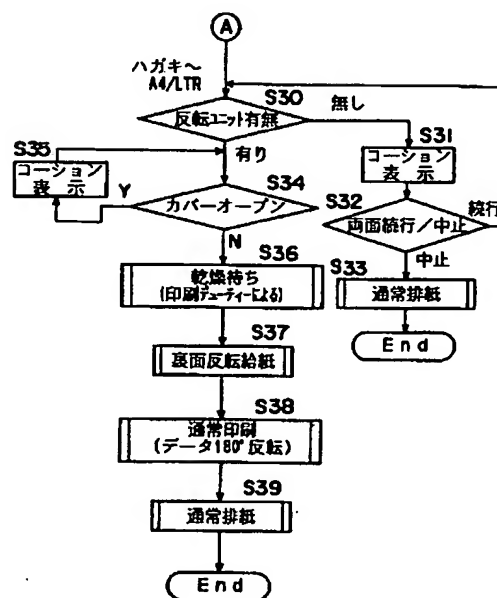 A
ハガキ〜
A4/LTR
S30
反転ユニット有無
無し
S31
コーション
表示
S35
コーション
表 示
有り
S34
カバーオープン
Y
N
S32
両面続行/中止
続行
中止
S33
通常排紙
End
S36
乾燥待ち
(印刷デューティーによる)
S37
裏面反転給紙
S38
通常印刷
(データ180°反転)
S39
通常排紙
End